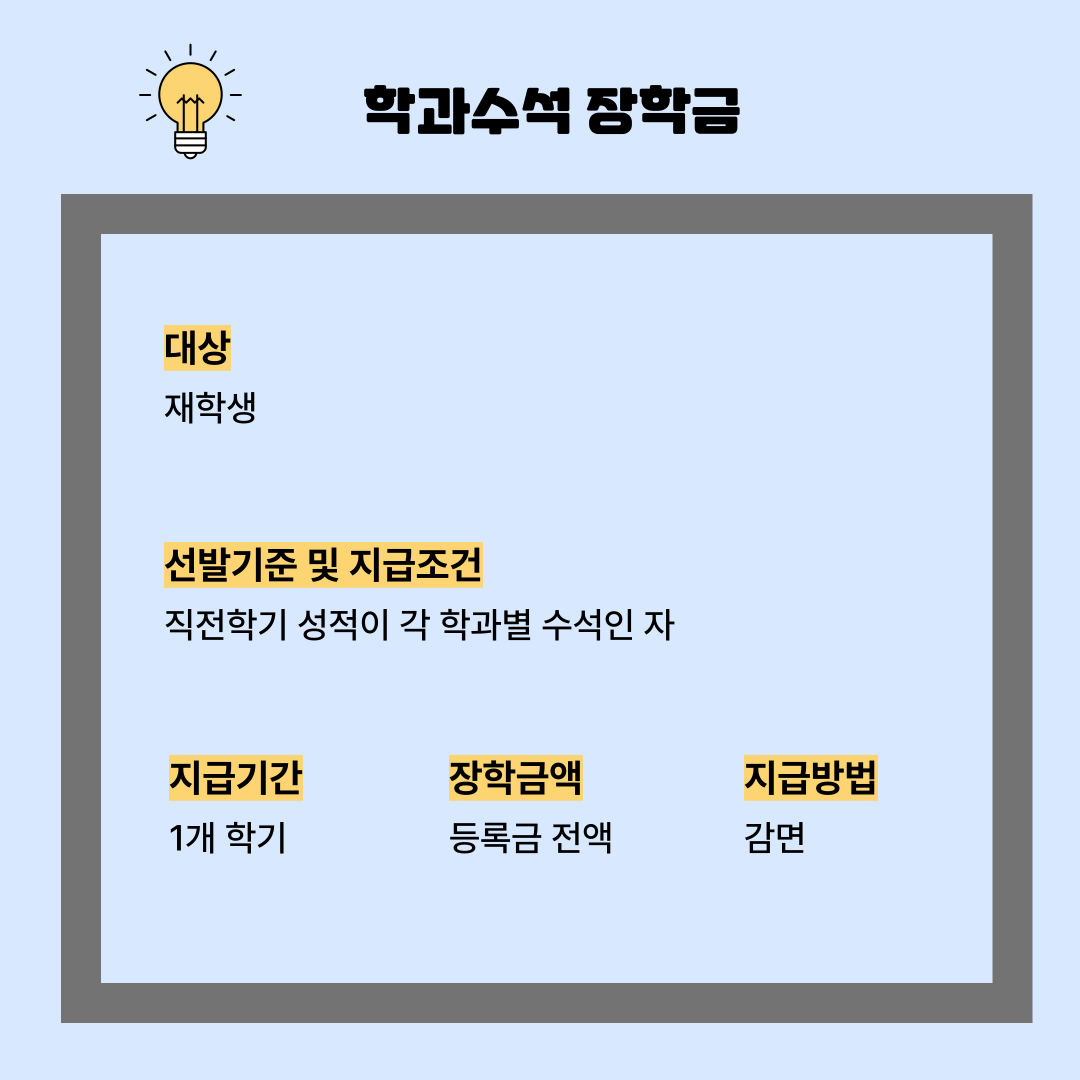 학과수석 장학금
대상
재학생
선발기준 및 지급조건
직전학기 성적이 각 학과별 수석인 자
지급기간
1개 학기
장학금액
등록금 전액
지급방법
감면